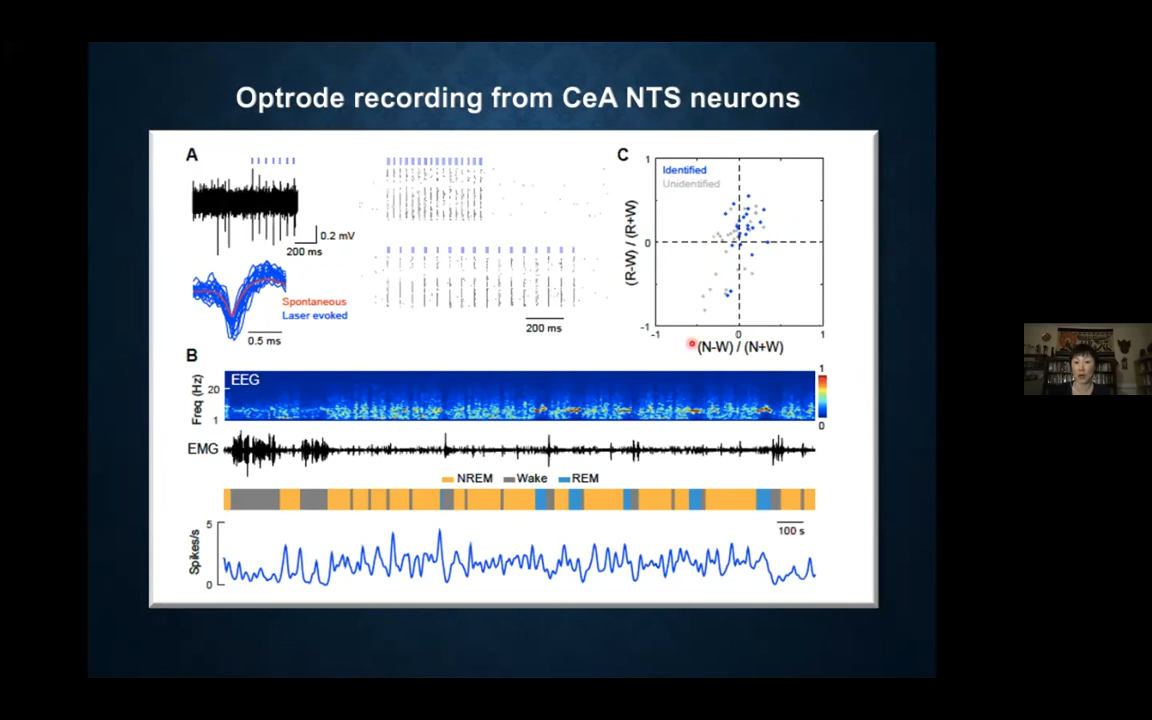 Optrode recording from CeA NTS neurons
A
0.2 mV
200 ms
Spontaneous
Laser evoked
0.5 ms
200 ms
C
1
Identified
Unidentified
(R-W) / (R+W)
0
-1
-1
0
1
(N-W) / (N+W)
B
EEG
Freq (Hz)
20
1
1
0
EMG
NREM
Wake
REM
100 s
Spikes/s
5
0